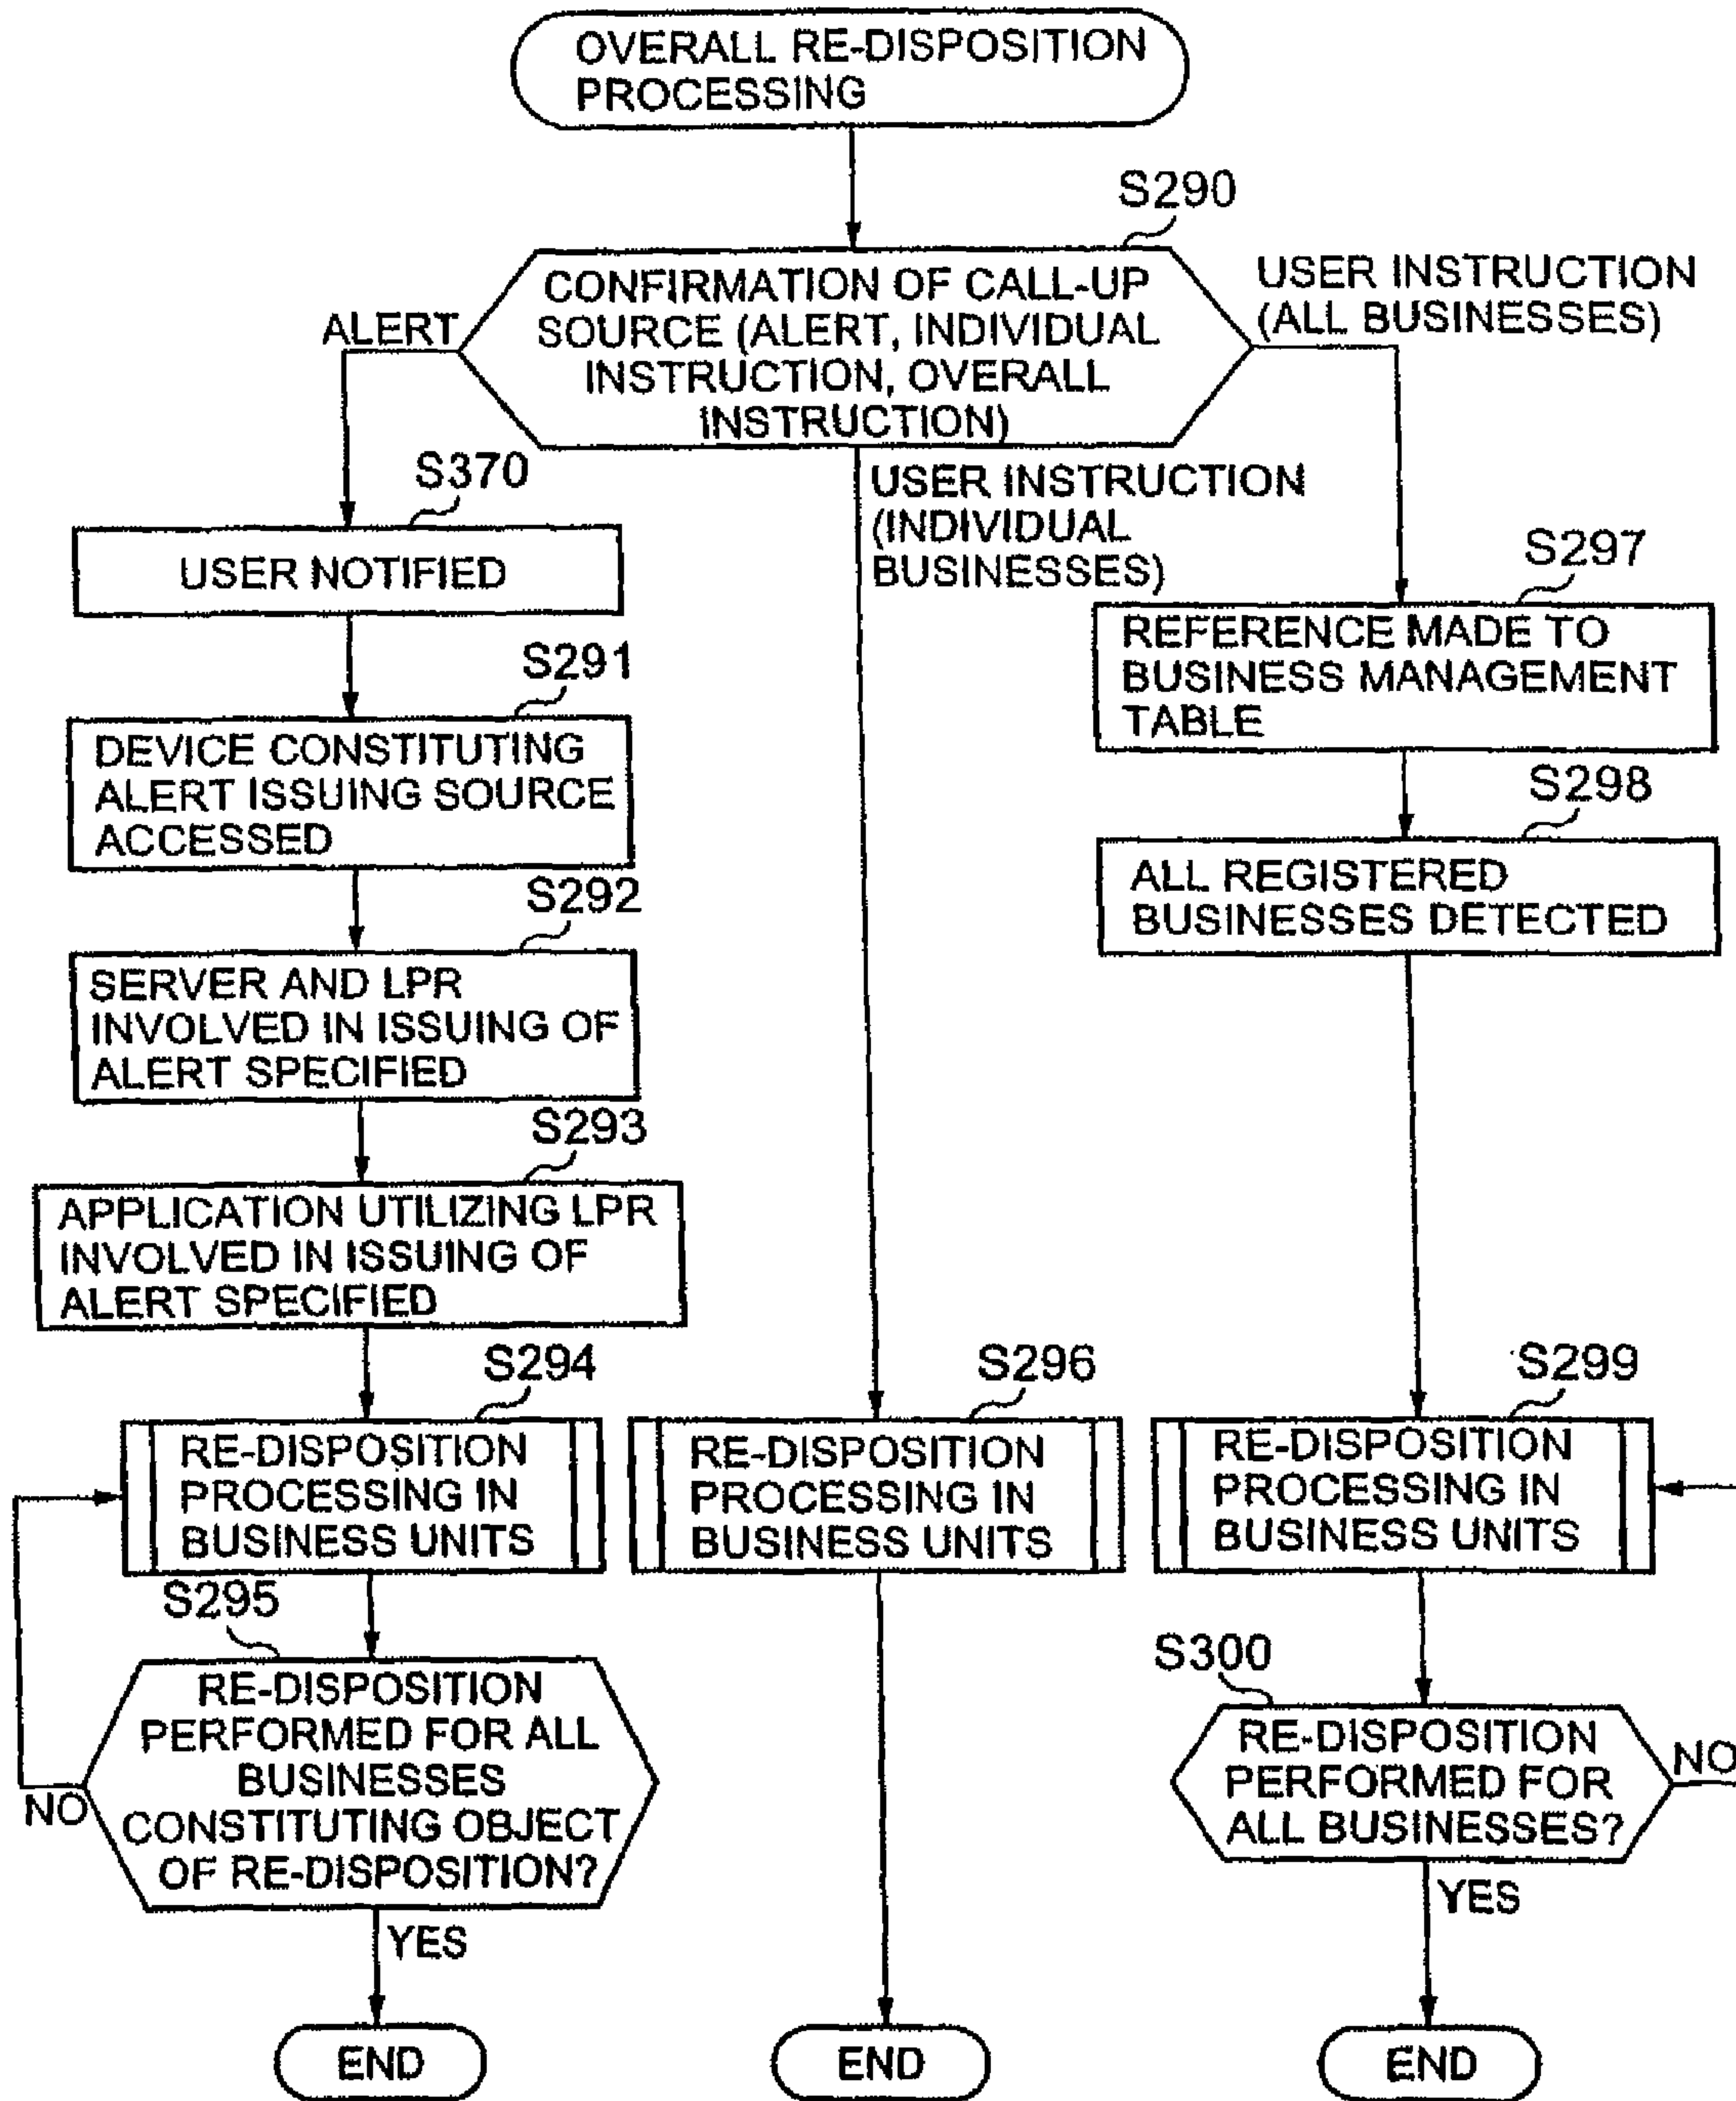 OVERALL RE-DISPOSITION
PROCESSING
S290
CONFIRMATION OF CALL-UP
SOURCE (ALERT, INDIVIDUAL
INSTRUCTION, OVERALL
INSTRUCTION)
ALERT
USER INSTRUCTION
(ALL BUSINESSES)
USER INSTRUCTION
(INDIVIDUAL
BUSINESSES)
S370
USER NOTIFIED
S291
DEVICE CONSTITUTING
ALERT ISSUING SOURCE
ACCESSED
S292
SERVER AND LPR
INVOLVED IN ISSUING OF
ALERT SPECIFIED
S293
APPLICATION UTILIZING LPR
INVOLVED IN ISSUING OF
ALERT SPECIFIED
S294
RE-DISPOSITION
PROCESSING IN
BUSINESS UNITS
S295
RE-DISPOSITION
PERFORMED FOR ALL
BUSINESSES
CONSTITUTING OBJECT
OF RE-DISPOSITION?
NO
YES
END
S296
RE-DISPOSITION
PROCESSING IN
BUSINESS UNITS
END
S297
REFERENCE MADE TO
BUSINESS MANAGEMENT
TABLE
S298
ALL REGISTERED
BUSINESSES DETECTED
S299
RE-DISPOSITION
PROCESSING IN
BUSINESS UNITS
S300
RE-DISPOSITION
PERFORMED FOR
ALL BUSINESSES?
NO
YES
END